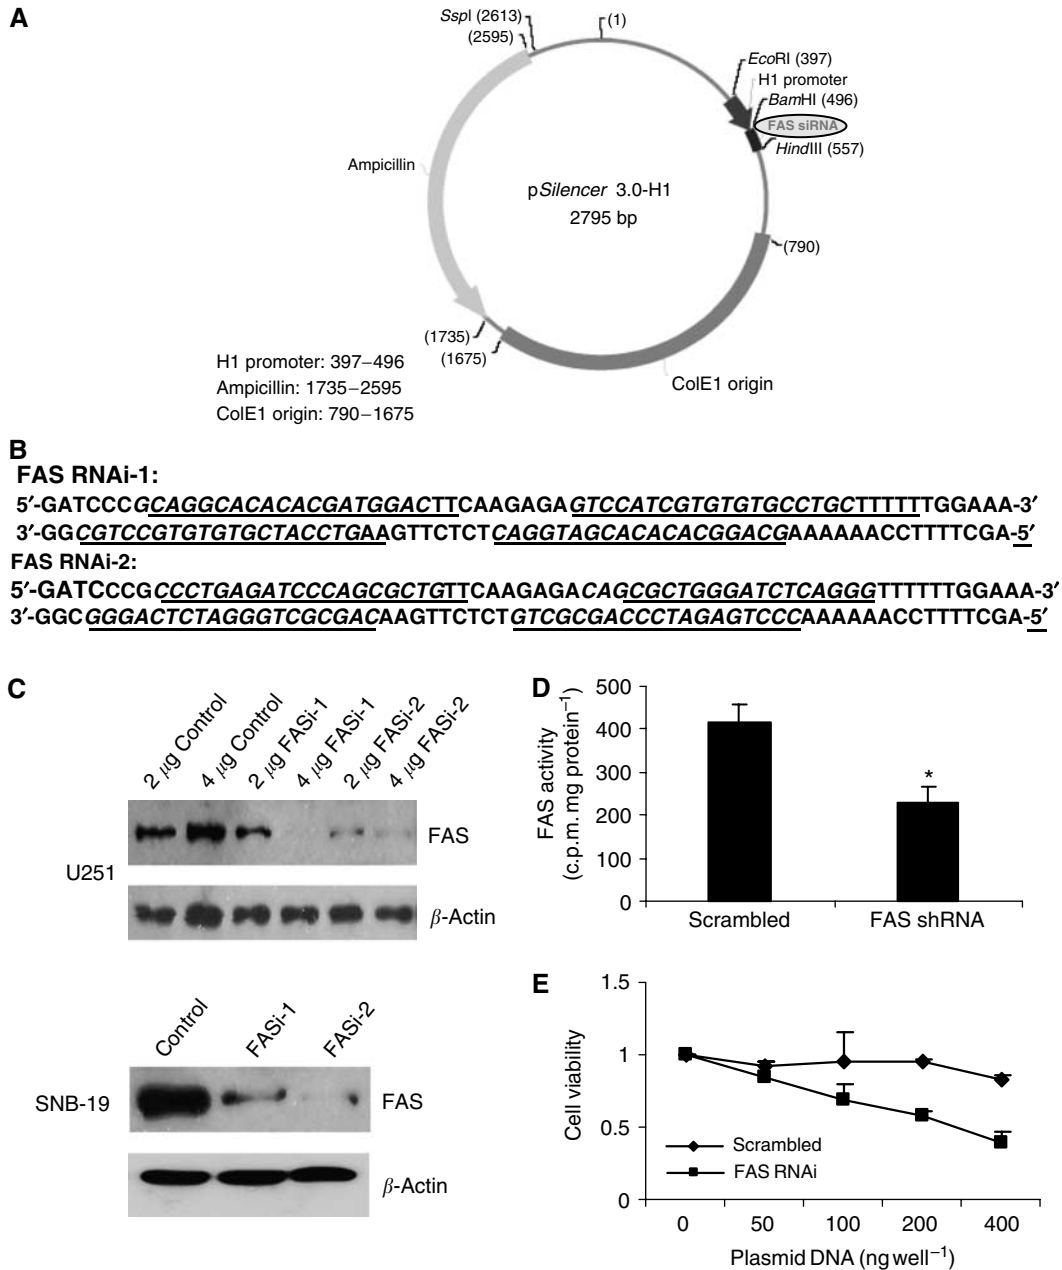 A
SspI (2613)
(2595)
(1)
EcoRI (397)
H1 promoter
BamHI (496)
FAS siRNA
HindIII (557)
Ampicillin
pSilencer 3.0-H1
2795 bp
(790)
(1735)
(1675)
ColE1 origin
H1 promoter: 397–496
Ampicillin: 1735–2595
ColE1 origin: 790–1675
B
FAS RNAi-1:
5′-GATCCCGCAGGCACACACGATGGACTTCAAGAGAGTCCATCGTGTGTGCCTGCTTTTTTGGAAA-3′
3′-GGCGTCCGTGTGTGCTACCTGAAGTTCTCTCAGGTAGCACACACGGACGAAAAAACCTTTTCGA-5′
FAS RNAi-2:
5′-GATCCCGCCCTGAGATCCCAGCGCTGTTCAAGAGACAGCGCTGGGATCTCAGGGTTTTTTGGAAA-3′
3′-GGCGGGACTCTAGGGTCGCGACAAGTTCTCTGTCGCGACCCTAGAGTCCCAAAAAACCTTTTCGA-5′
C
2 μg Control
4 μg Control
2 μg FASi-1
4 μg FASi-1
2 μg FASi-2
4 μg FASi-2
U251
FAS
β-Actin
Control
FASi-1
FASi-2
SNB-19
FAS
β-Actin
D
FAS activity
(c.p.m. mg protein−1)
500
400
300
200
100
0
*
Scrambled
FAS shRNA
E
Cell viability
1.5
1
0.5
0
Scrambled
FAS RNAi
0 50 100 200 400
Plasmid DNA (ng well−1)